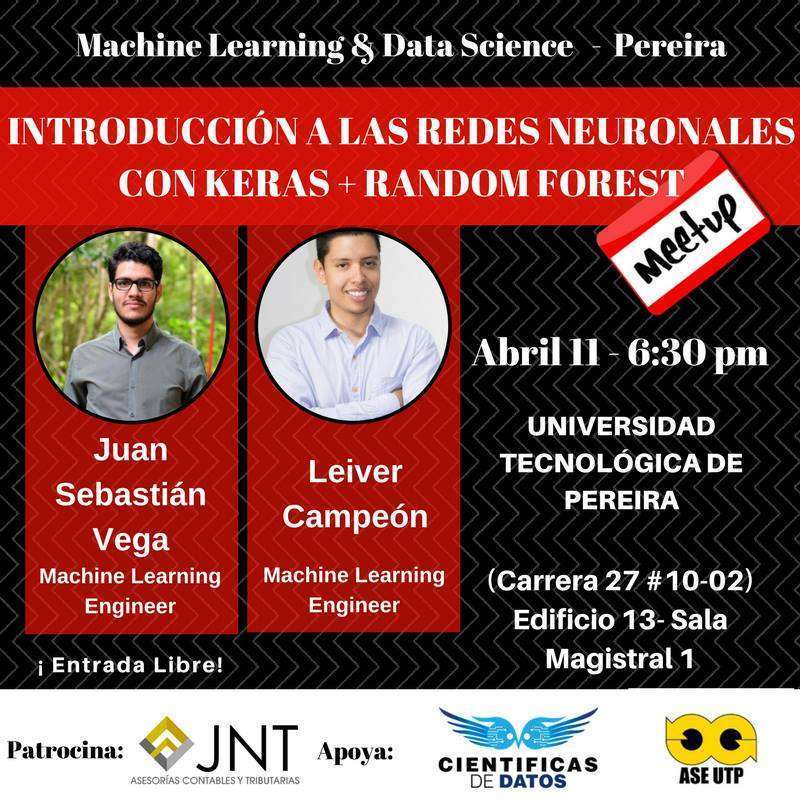 Machine Learning & Data Science - Pereira
INTRODUCCIÓN A LAS REDES NEURONALES
CON KERAS + RANDOM FOREST
Meetup
Juan
Sebastián
Vega
Machine Learning
Engineer
Leiver
Campeón
Machine Learning
Engineer
Abril 11 - 6:30 pm
UNIVERSIDAD
TECNOLÓGICA DE
PEREIRA
(Carrera 27 #10-02)
Edificio 13- Sala
Magistral 1
¡ Entrada Libre!
Patrocina:
JNT
ASESORÍAS CONTABLES Y TRIBUTARIAS
Apoya:
CIENTIFICAS
DE DATOS
ASE UTP